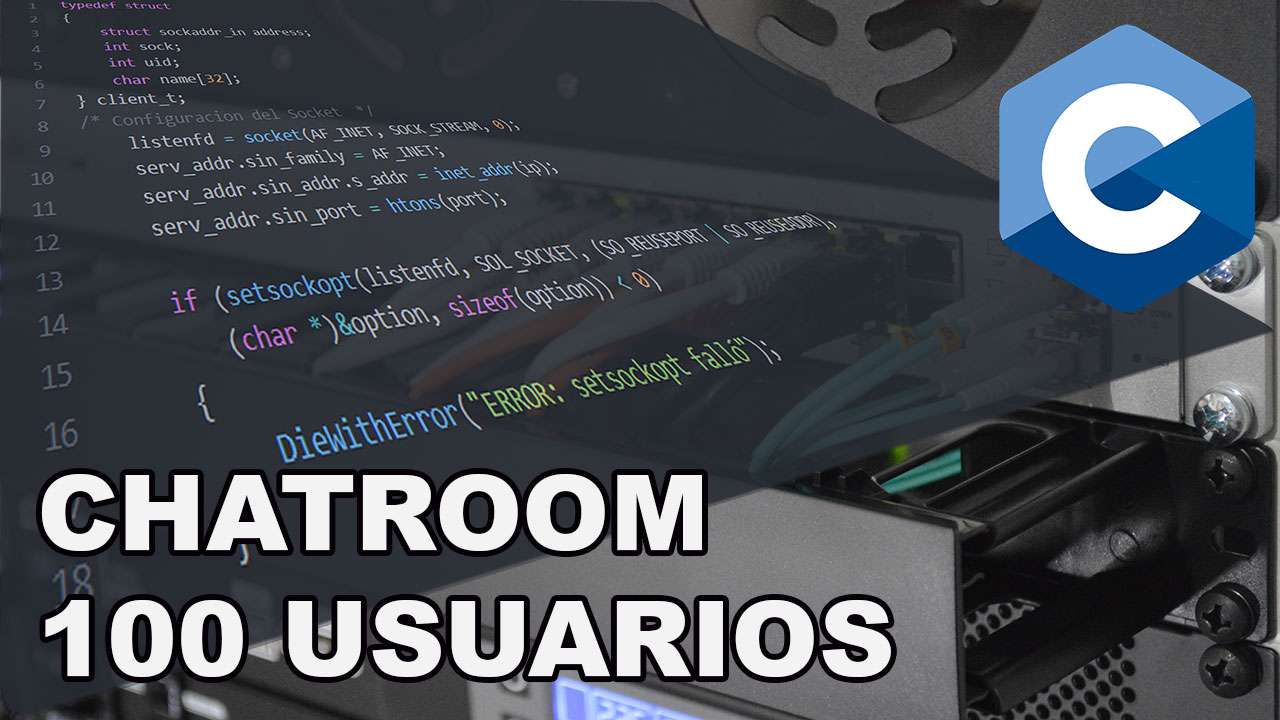 1 typedef struct
2 {
3 struct sockaddr_in address;
4 int sock;
5 int uid;
6 char name[32];
7 } client_t;
8 /* Configuracion del Socket */
9 listenfd = socket(AF_INET, SOCK_STREAM, 0);
10 serv_addr.sin_family = AF_INET;
11 serv_addr.sin_addr.s_addr = inet_addr(ip);
12 serv_addr.sin_port = htons(port);
13
14 if (setsockopt(listenfd, SOL_SOCKET, (SO_REUSEPORT | SO_REUSEADDR),
15 (char *)&option, sizeof(option)) < 0)
16 {
DieWithError("ERROR: setsockopt falló");
}
18
CHATROOM
100 USUARIOS
C